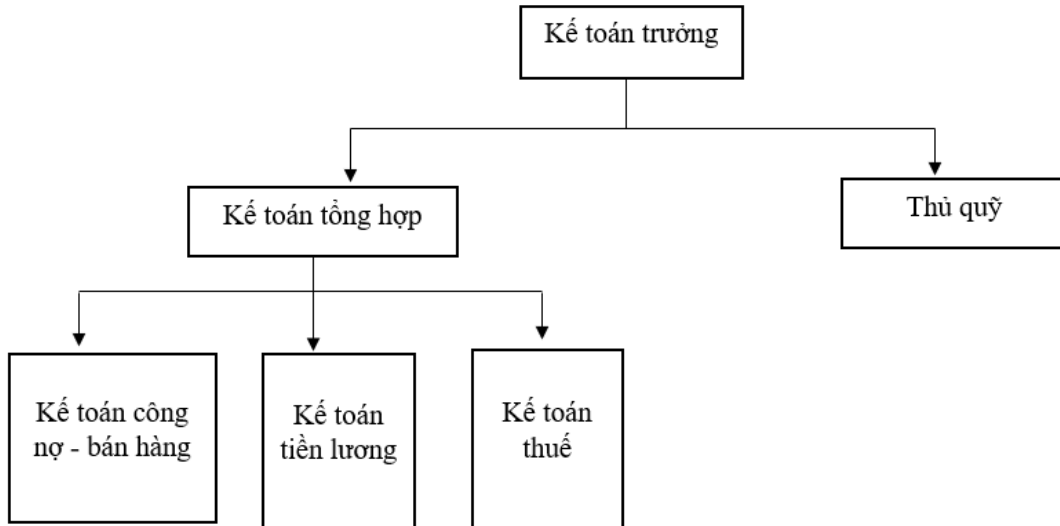 Kế toán trưởng
Kế toán tổng hợp
Thủ quỹ
Kế toán công
nợ - bán hàng
Kế toán
tiền lương
Kế toán
thuế